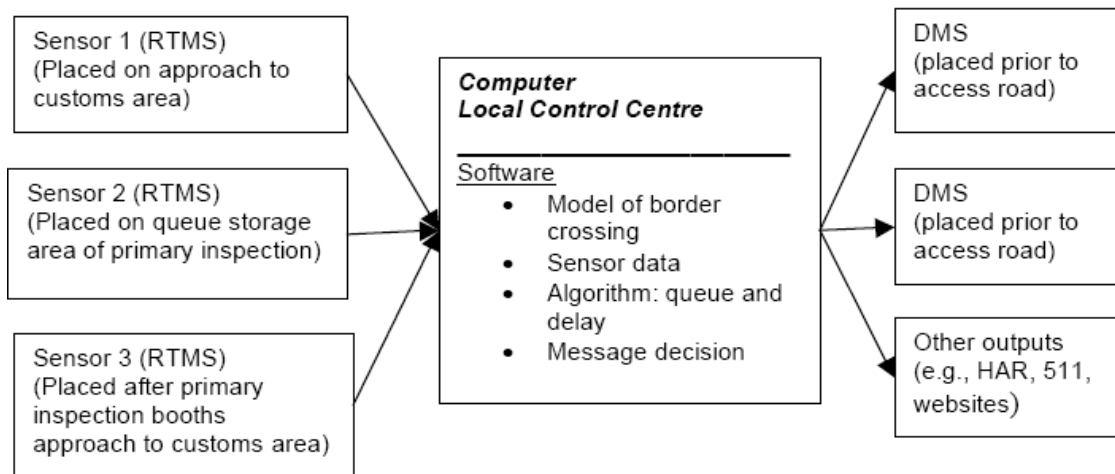 Sensor 1 (RTMS)
(Placed on approach to
customs area)
Sensor 2 (RTMS)
(Placed on queue storage
area of primary inspection)
Sensor 3 (RTMS)
(Placed after primary
inspection booths
approach to customs area)
Computer
Local Control Centre
Software
• Model of border
crossing
• Sensor data
• Algorithm: queue and
delay
• Message decision
DMS
(placed prior to
access road)
DMS
(placed prior to
access road)
Other outputs
(e.g., HAR, 511,
websites)